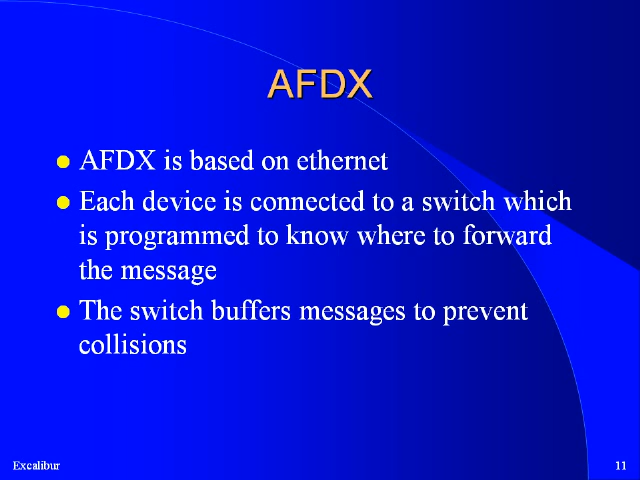 AFDX
AFDX is based on ethernet
Each device is connected to a switch which
is programmed to know where to forward
the message
The switch buffers messages to prevent
collisions
Excalibur
11